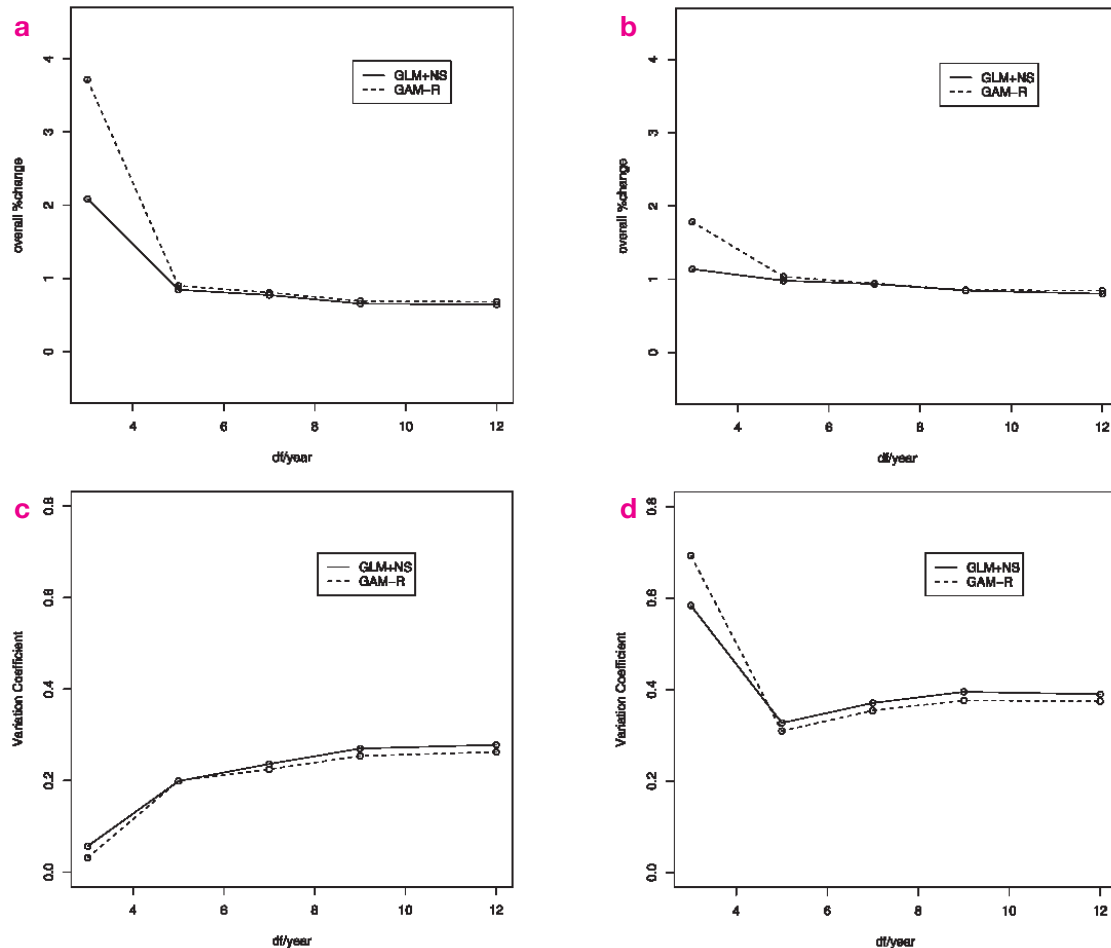 a
overall %change
4
3
2
1
0
GLM+NS
GAM-R
4 6 8 10 12
df/year
b
overall %change
4
3
2
1
0
GLM+NS
GAM-R
4 6 8 10 12
df/year
c
Variation Coefficient
0.8
0.6
0.4
0.2
0.0
GLM+NS
GAM-R
4 6 8 10 12
df/year
d
Variation Coefficient
0.8
0.6
0.4
0.2
0.0
GLM+NS
GAM-R
4 6 8 10 12
df/year